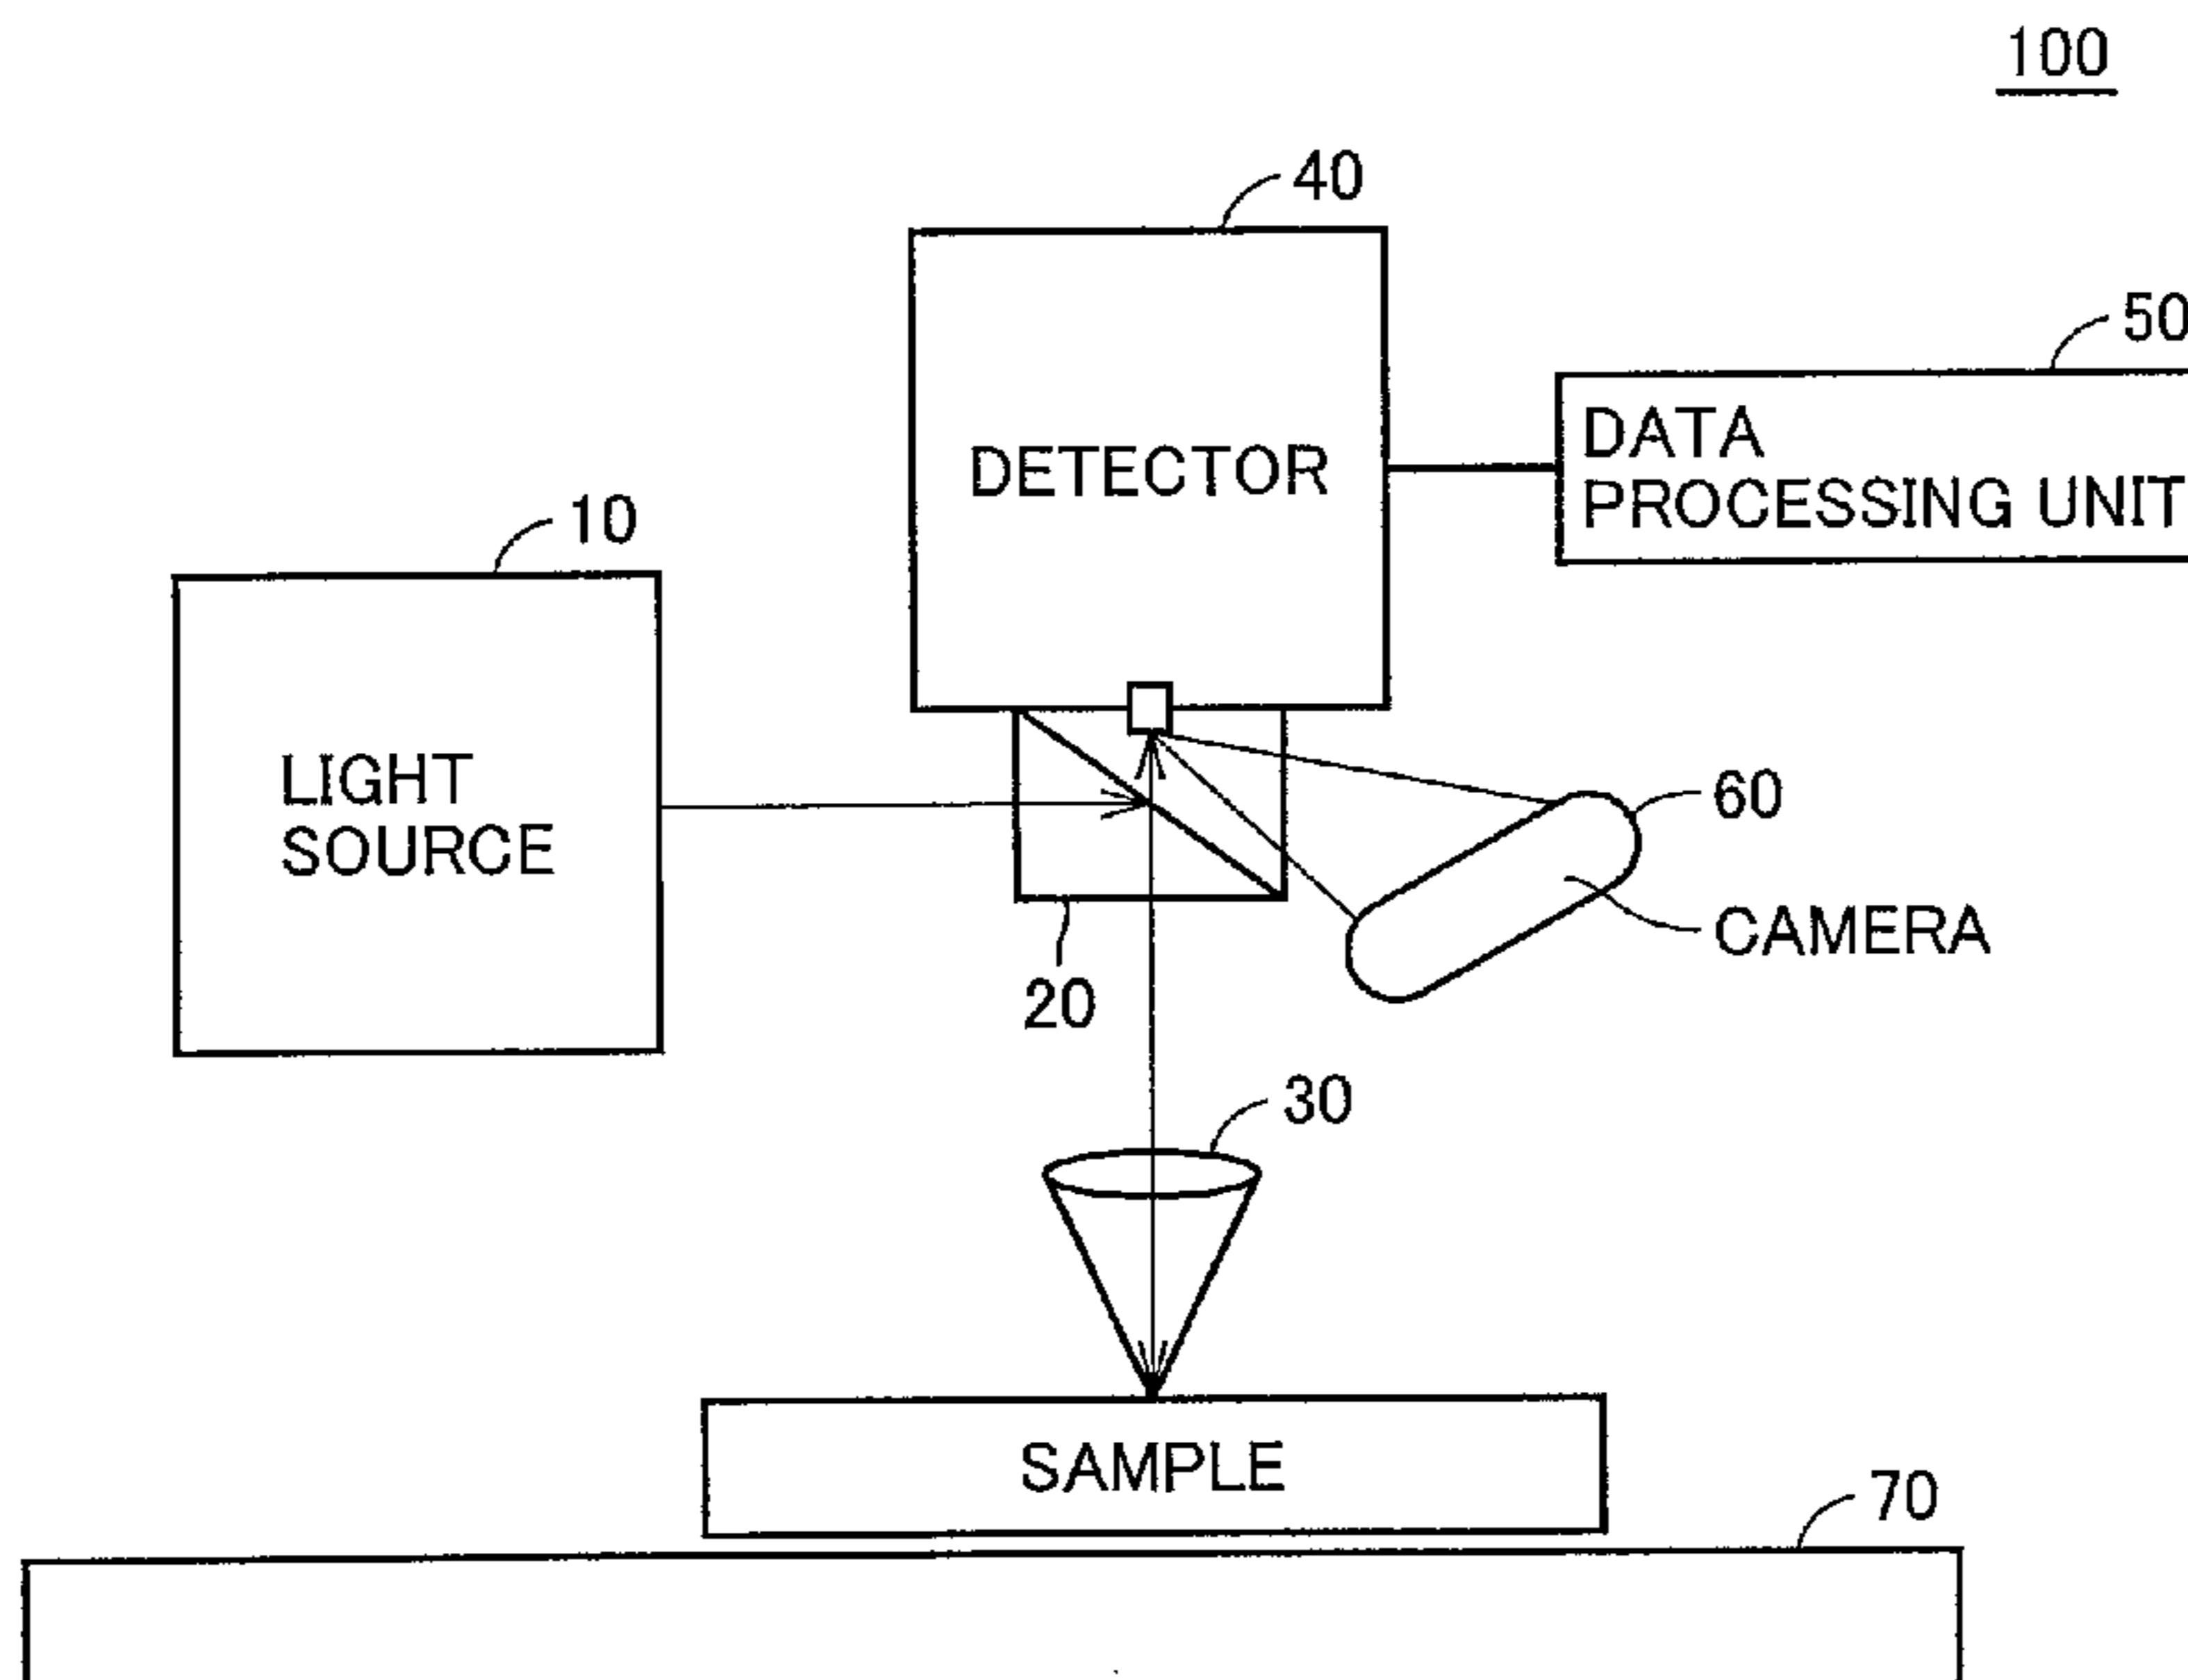 100
40
50
DETECTOR
DATA
PROCESSING UNIT
10
LIGHT
SOURCE
60
CAMERA
20
30
SAMPLE
70